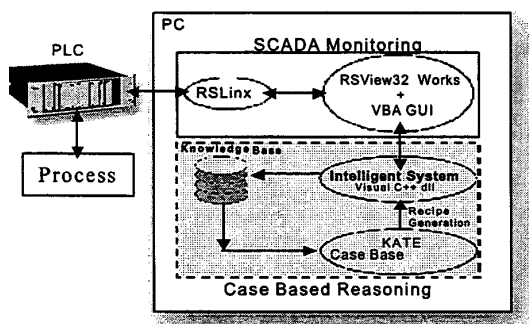 PC
PLC
SCADA Monitoring
RSLinx
RSView32 Works
+
VBA GUI
Process
Knowledge Base
Intelligent System
Visual C++ dll
Recipe
Generation
KATE
Case Base
Case Based Reasoning